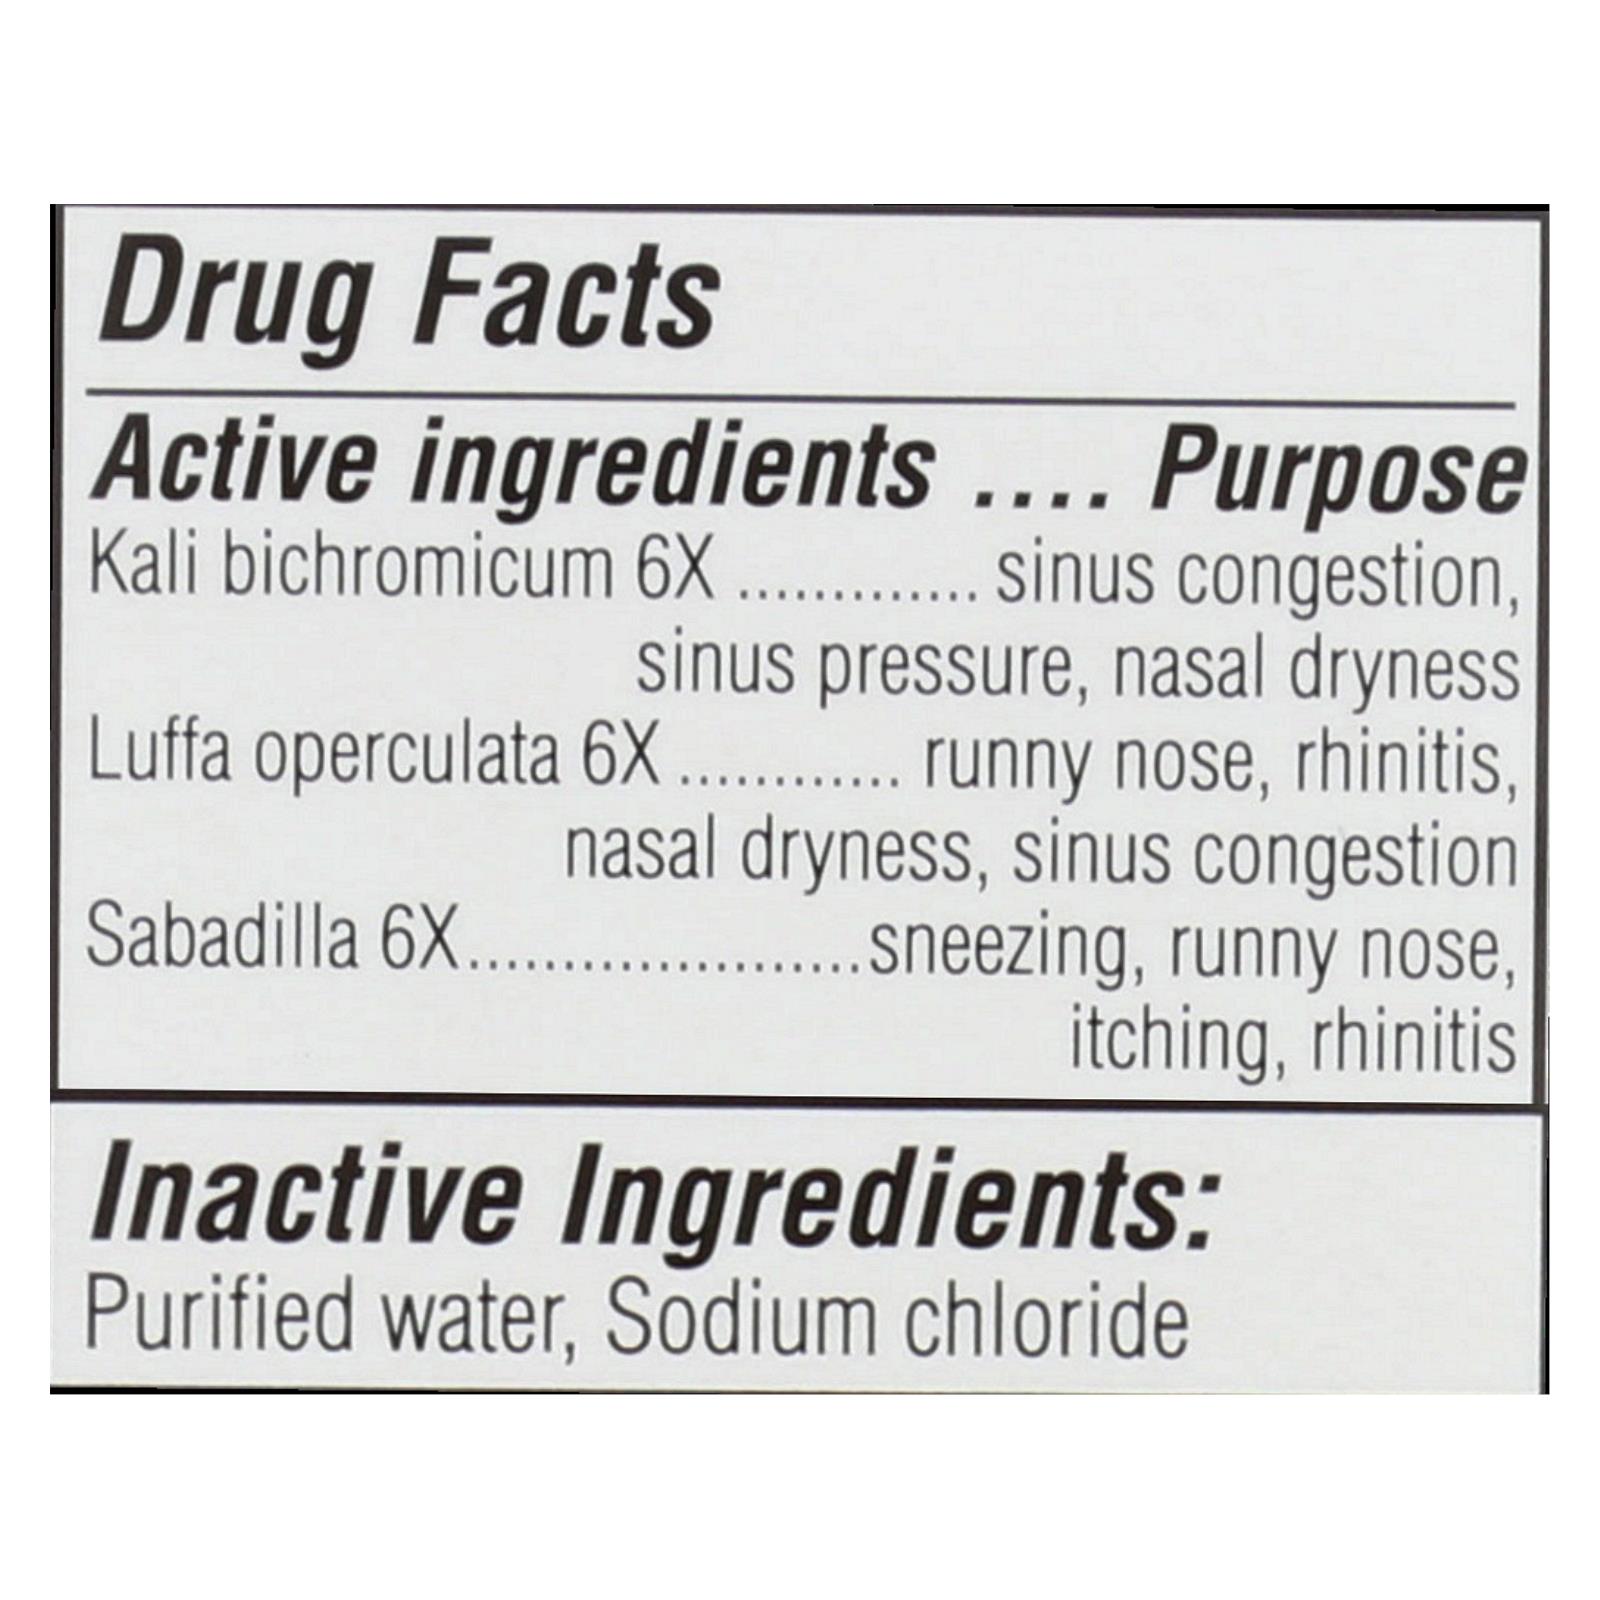 Drug Facts
Active ingredients .... Purpose
Kali bichromicum 6X ............. sinus congestion,
sinus pressure, nasal dryness
Luffa operculata 6X ............ runny nose, rhinitis,
nasal dryness, sinus congestion
Sabadilla 6X.....................sneezing, runny nose,
itching, rhinitis
Inactive Ingredients:
Purified water, Sodium chloride